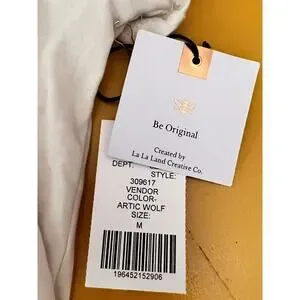 Be Original
Created by
La La Land Creative Co.
DEPT:
STYLE:
309617
VENDOR
COLOR-
ARTIC WOLF
SIZE:
M
196452152906